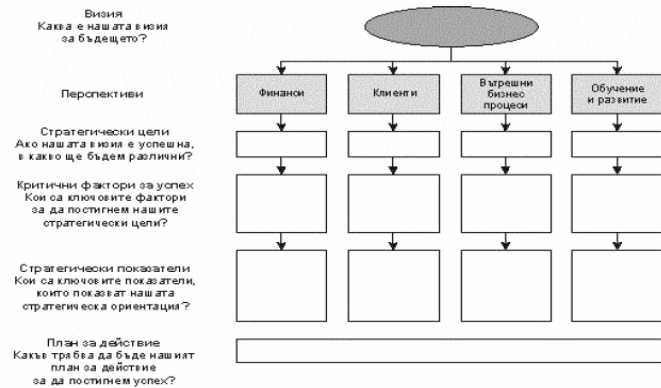 Визия
Каква е нашата визия
за бъдещето?
Перспективи
Финанси
Клиенти
Вътрешни
бизнес
процеси
Обучение
и развитие
Стратегически цели
Ако нашата визия е успешна,
в какво ще бъдем различни?
Критични фактори за успех
Кои са ключовите фактори
за да постигнем нашите
стратегически цели?
Стратегически показатели
Кои са ключовите показатели,
които показват нашата
стратегическа ориентация?
План за действие
Какъв трябва да бъде нашият
план за действие
за да постигнем успех?